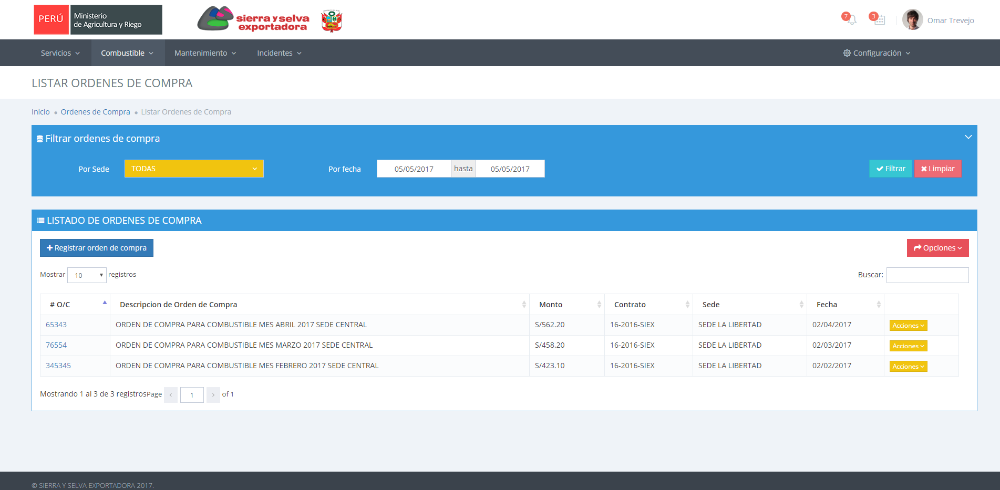 PERÚ
Ministerio
de Agricultura y Riego
sierra y selva
exportadora
7
3
Omar Trevejo
Servicios
Combustible
Mantenimiento
Incidentes
Configuración
LISTAR ORDENES DE COMPRA
Inicio Ordenes de Compra Listar Ordenes de Compra
Filtrar ordenes de compra
Por Sede TODAS Por fecha 05/05/2017 hasta 05/05/2017 Filtrar Limpiar
LISTADO DE ORDENES DE COMPRA
Registrar orden de compra Opciones
Mostrar 10 registros Buscar:
# O/C Descripcion de Orden de Compra Monto Contrato Sede Fecha
65343 ORDEN DE COMPRA PARA COMBUSTIBLE MES ABRIL 2017 SEDE CENTRAL S/562.20 16-2016-SIEX SEDE LA LIBERTAD 02/04/2017 Acciones
76554 ORDEN DE COMPRA PARA COMBUSTIBLE MES MARZO 2017 SEDE CENTRAL S/458.20 16-2016-SIEX SEDE LA LIBERTAD 02/03/2017 Acciones
345345 ORDEN DE COMPRA PARA COMBUSTIBLE MES FEBRERO 2017 SEDE CENTRAL S/423.10 16-2016-SIEX SEDE LA LIBERTAD 02/02/2017 Acciones
Mostrando 1 al 3 de 3 registrosPage < 1 > of 1
© SIERRA Y SELVA EXPORTADORA 2017.